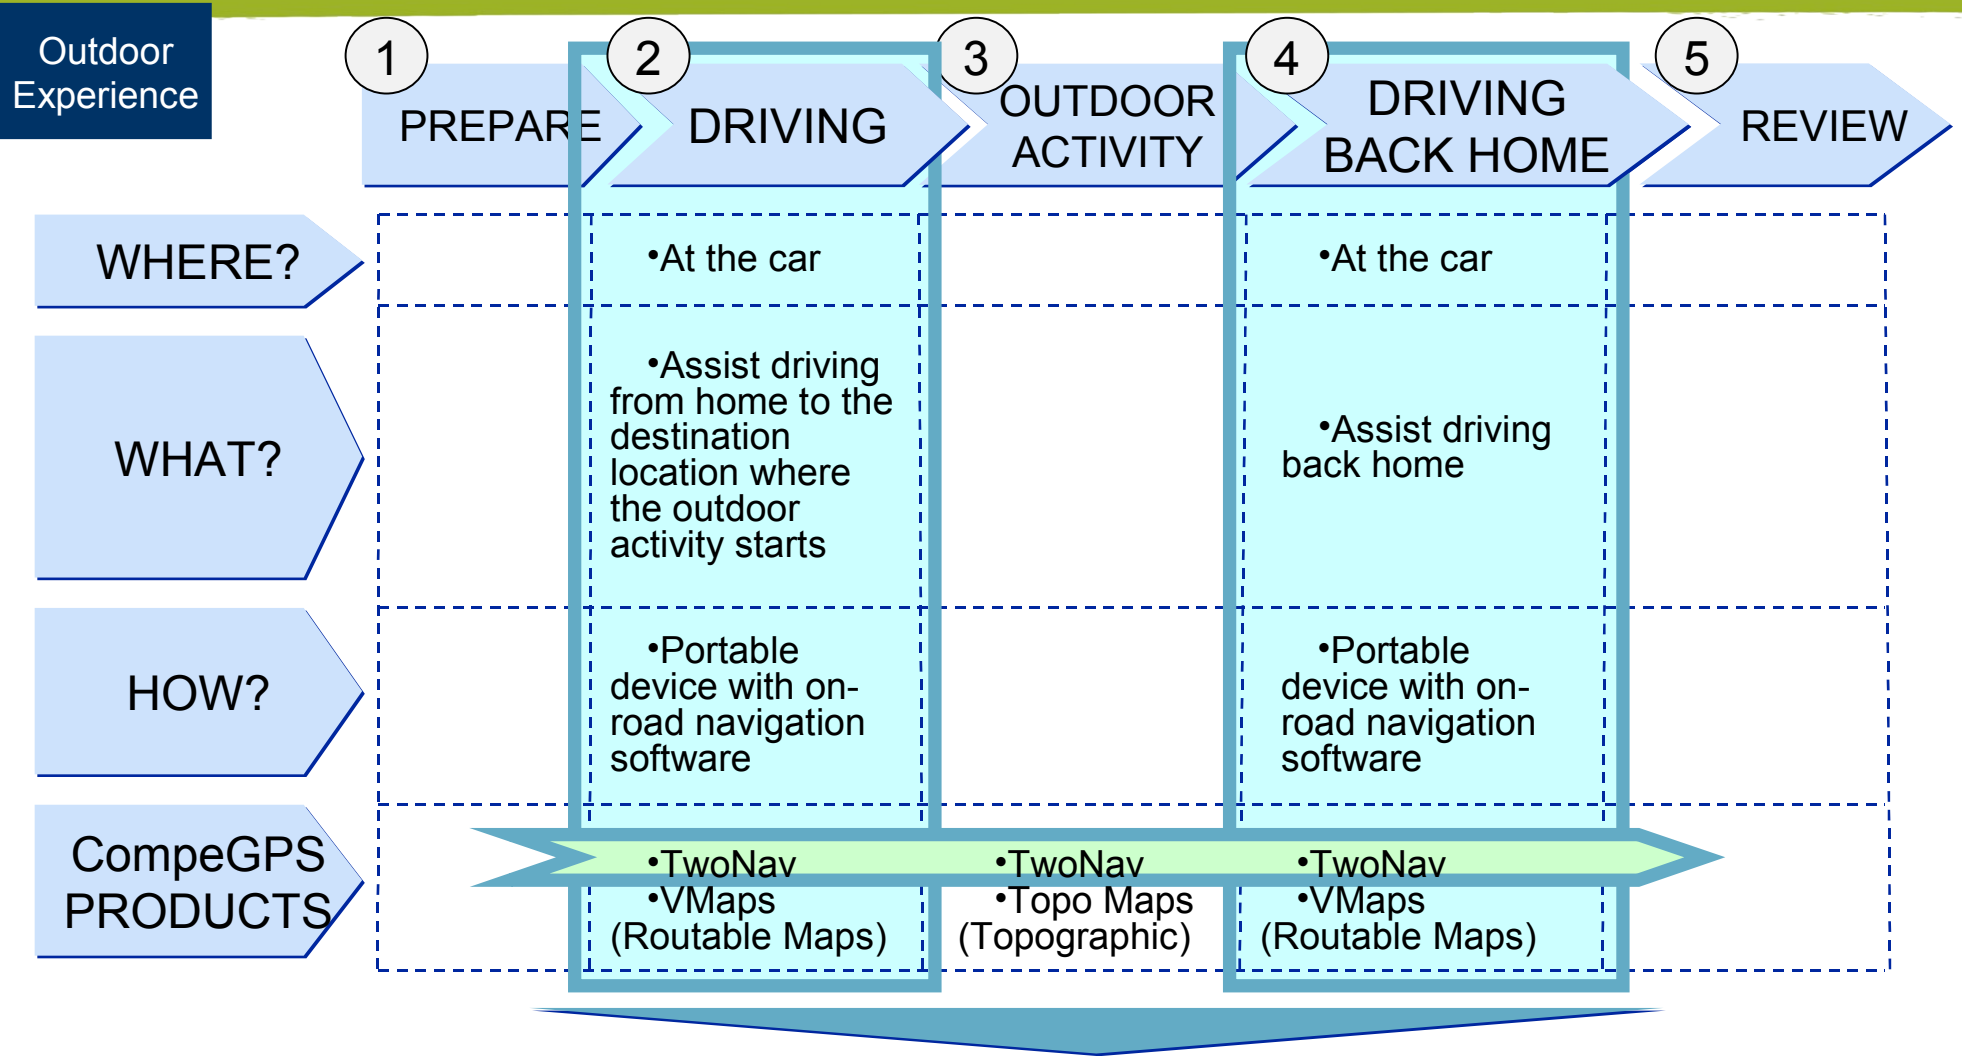 Outdoor
Experience
1
2
3
4
5
PREPARE
DRIVING
OUTDOOR
ACTIVITY
DRIVING
BACK HOME
REVIEW
WHERE?
•At the car
•At the car
WHAT?
•Assist driving
from home to the
destination
location where
the outdoor
activity starts
•Assist driving
back home
HOW?
•Portable
device with on-
road navigation
software
•Portable
device with on-
road navigation
software
CompeGPS
PRODUCTS
•TwoNav
•VMaps
(Routable Maps)
•TwoNav
•Topo Maps
(Topographic)
•TwoNav
•VMaps
(Routable Maps)